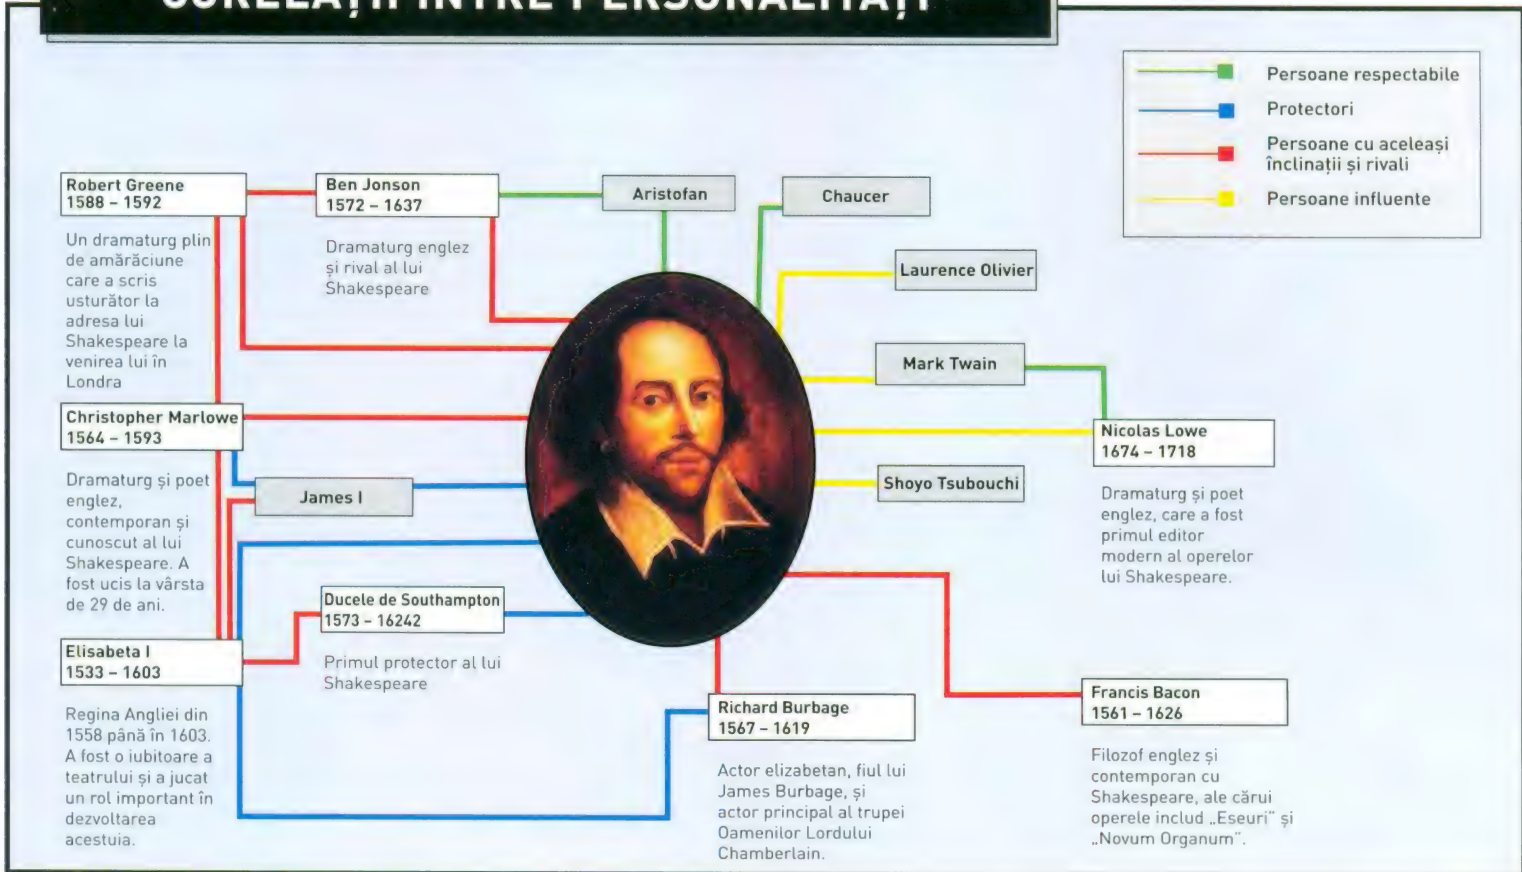 CORELAȚII ÎNTRE PERSONALITĂȚI
Persoane respectabile
Protectori
Persoane cu aceleași
înclinații și rivali
Persoane influente
Robert Greene
1588 – 1592
Un dramaturg plin
de amărăciune
care a scris
usturător la
adresa lui
Shakespeare la
venirea lui în
Londra
Ben Jonson
1572 – 1637
Dramaturg englez
și rival al lui
Shakespeare
Aristofan
Chaucer
Laurence Olivier
Mark Twain
Nicolas Lowe
1674 – 1718
Dramaturg și poet
englez, care a fost
primul editor
modern al operelor
lui Shakespeare.
Shoyo Tsubouchi
Christopher Marlowe
1564 – 1593
Dramaturg și poet
englez,
contemporan și
cunoscut al lui
Shakespeare. A
fost ucis la vârsta
de 29 de ani.
James I
Ducele de Southampton
1573 – 16242
Primul protector al lui
Shakespeare
Elisabeta I
1533 – 1603
Regina Angliei din
1558 până în 1603.
A fost o iubitoare a
teatrului și a jucat
un rol important în
dezvoltarea
acestuia.
Richard Burbage
1567 – 1619
Actor elizabetan, fiul lui
James Burbage, și
actor principal al trupei
Oamenilor Lordului
Chamberlain.
Francis Bacon
1561 – 1626
Filozof englez și
contemporan cu
Shakespeare, ale cărui
operele includ „Eseuri” și
„Novum Organum”.